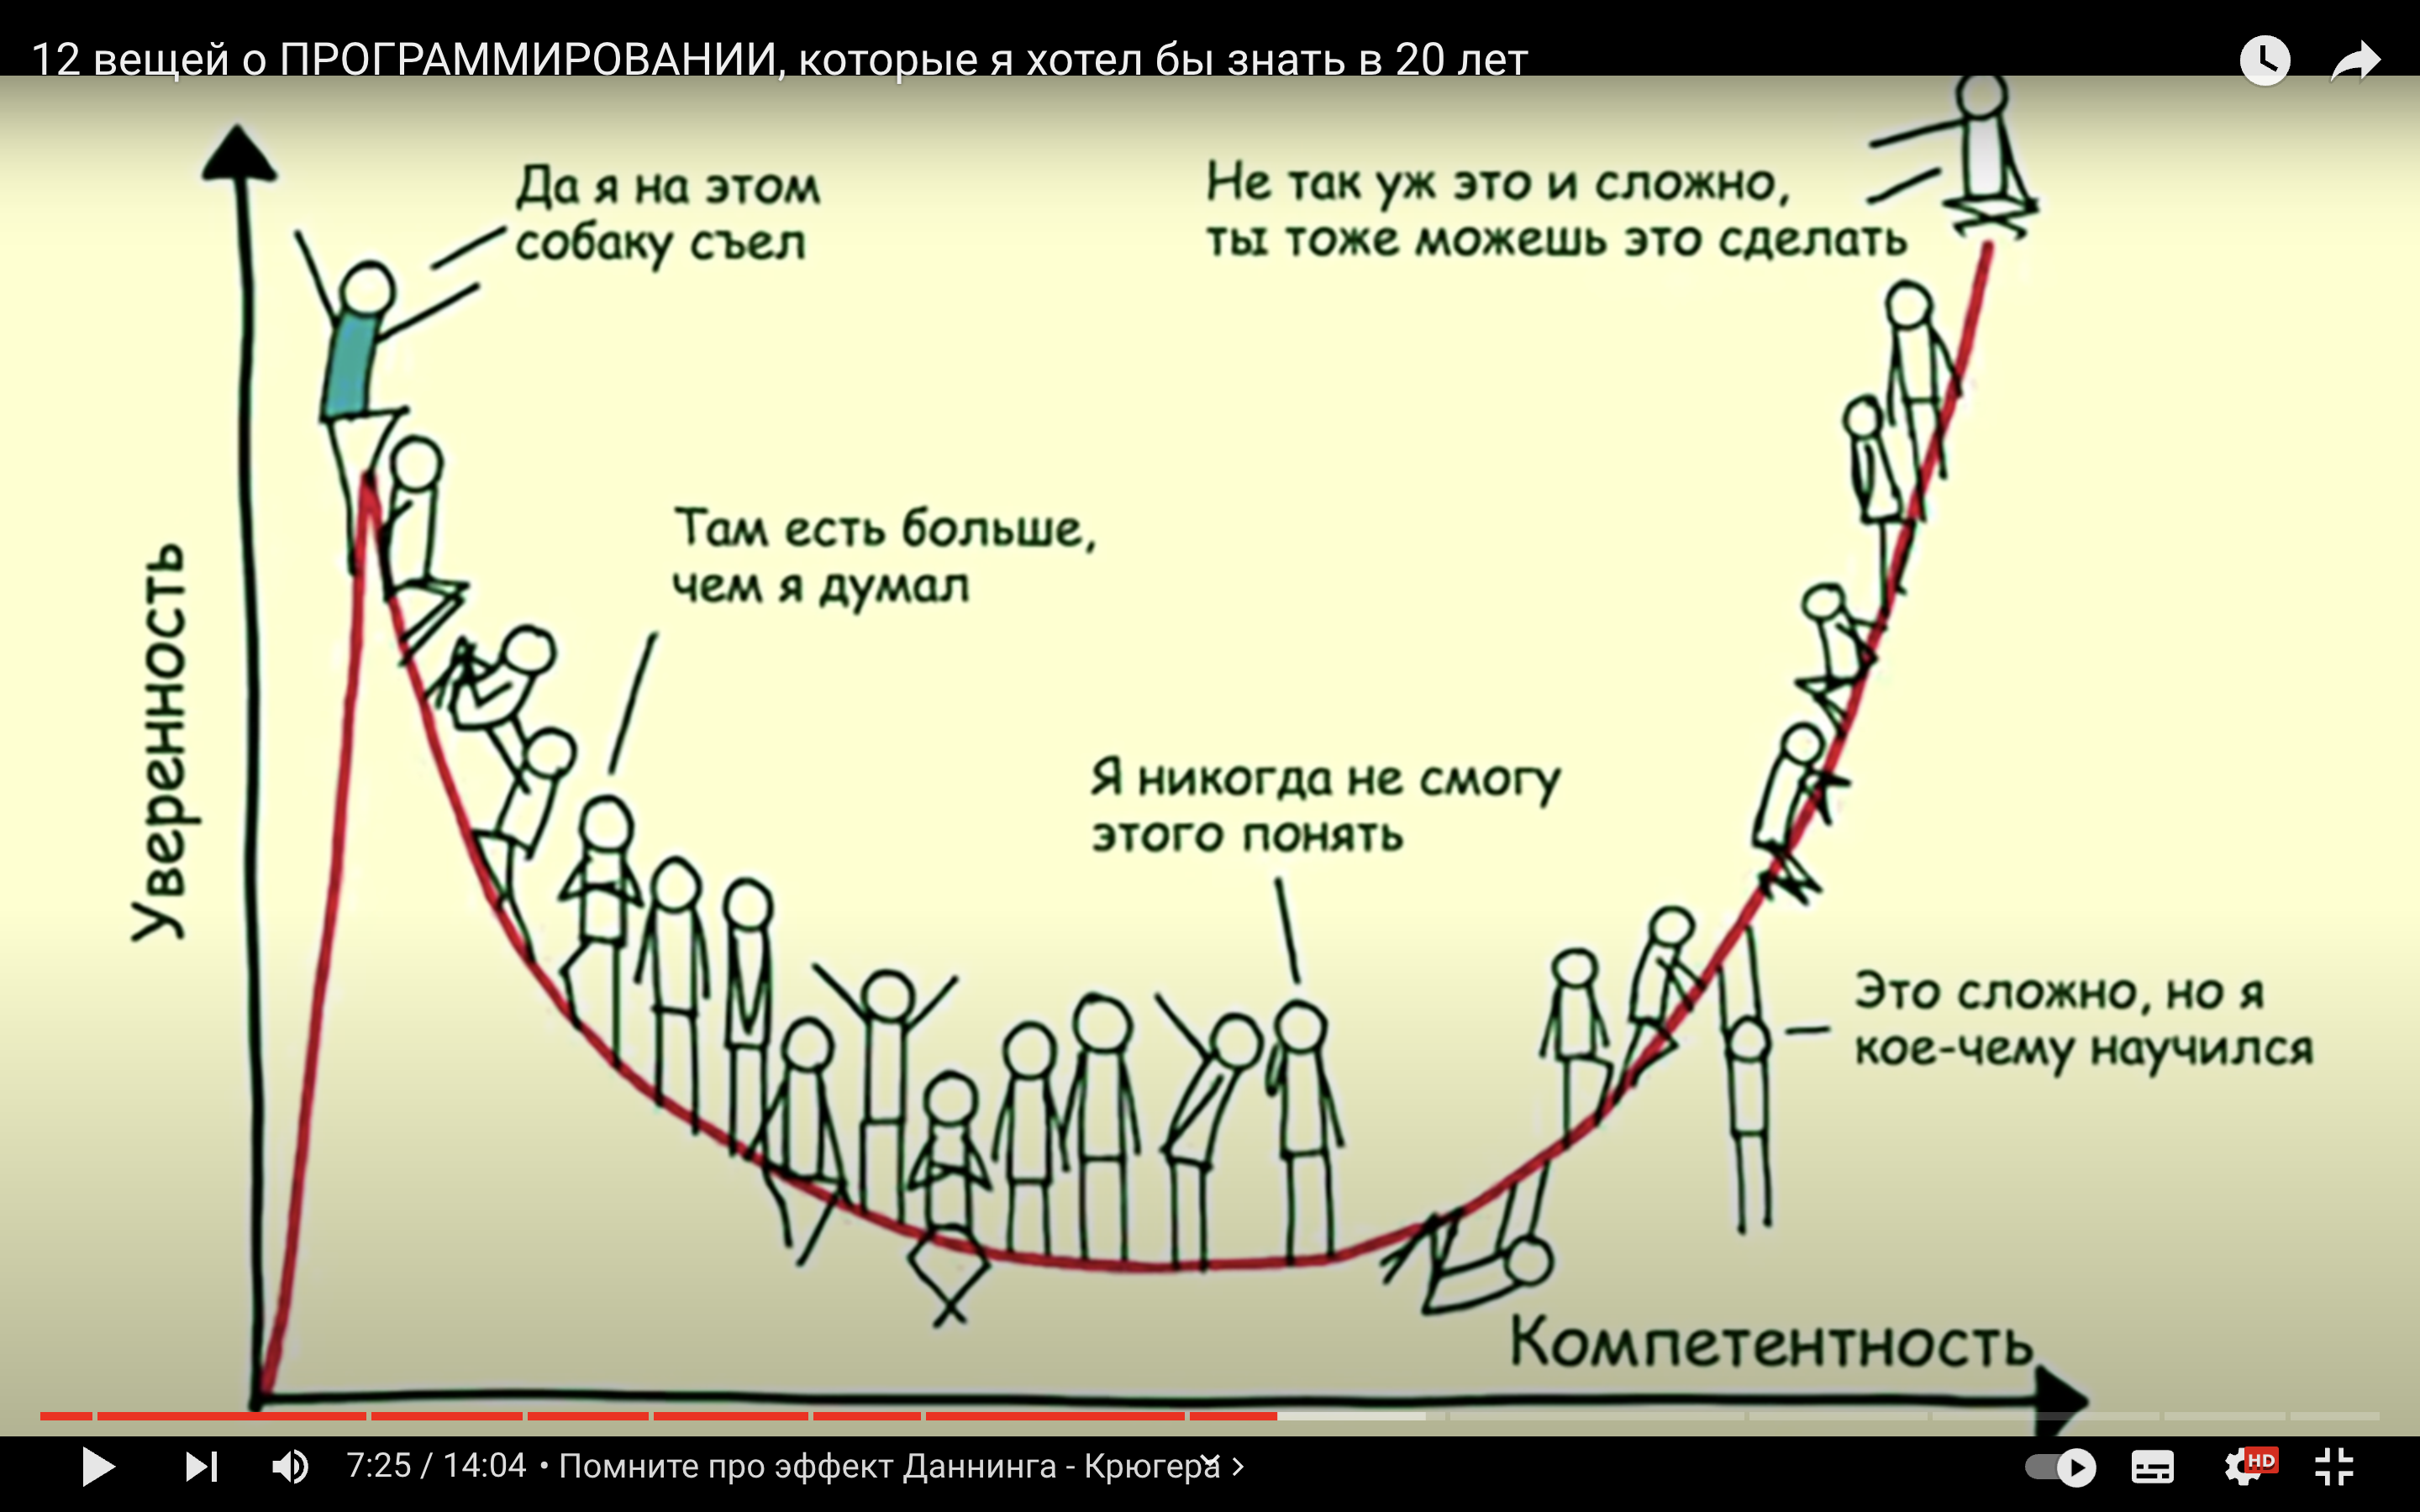 12 вещей о ПРОГРАММИРОВАНИИ, которые я хотел бы знать в 20 лет
Да я на этом
собаку съел
Не так уж это и сложно,
ты тоже можешь это сделать
Там есть больше,
чем я думал
Уверенность
Я никогда не смогу
этого понять
Это сложно, но я
кое-чему научился
Компетентность
7:25 / 14:04 • Помните про эффект Даннинга - Крюгера
HD